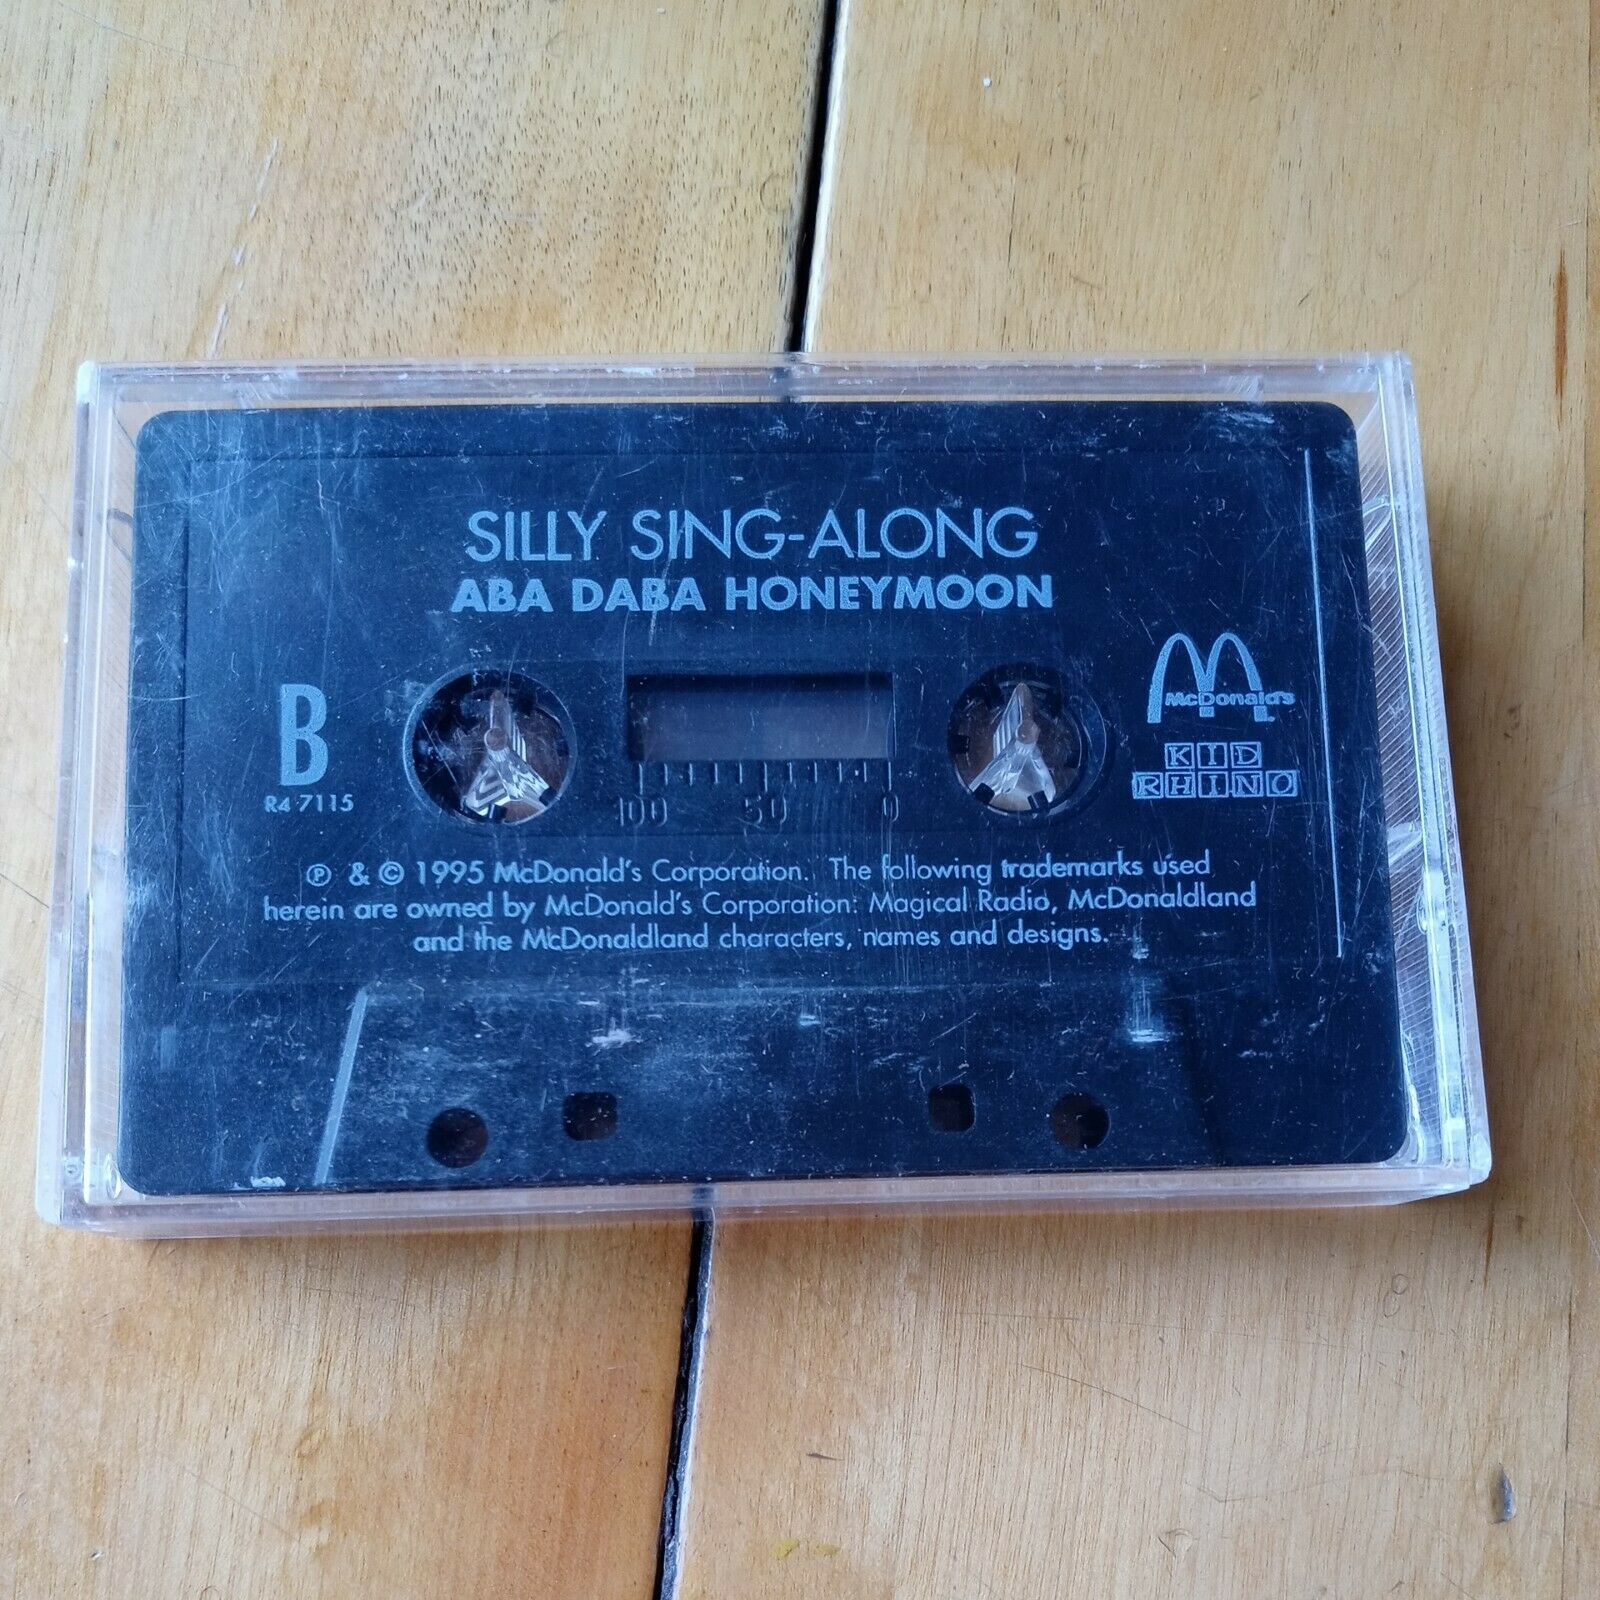 SILLY SING-ALONG
ABA DABA HONEYMOON
B
R4 7115
100 50 0
McDonald's
KID
RHINO
℗ & © 1995 McDonald's Corporation. The following trademarks used
herein are owned by McDonald's Corporation: Magical Radio, McDonaldland
and the McDonaldland characters, names and designs.